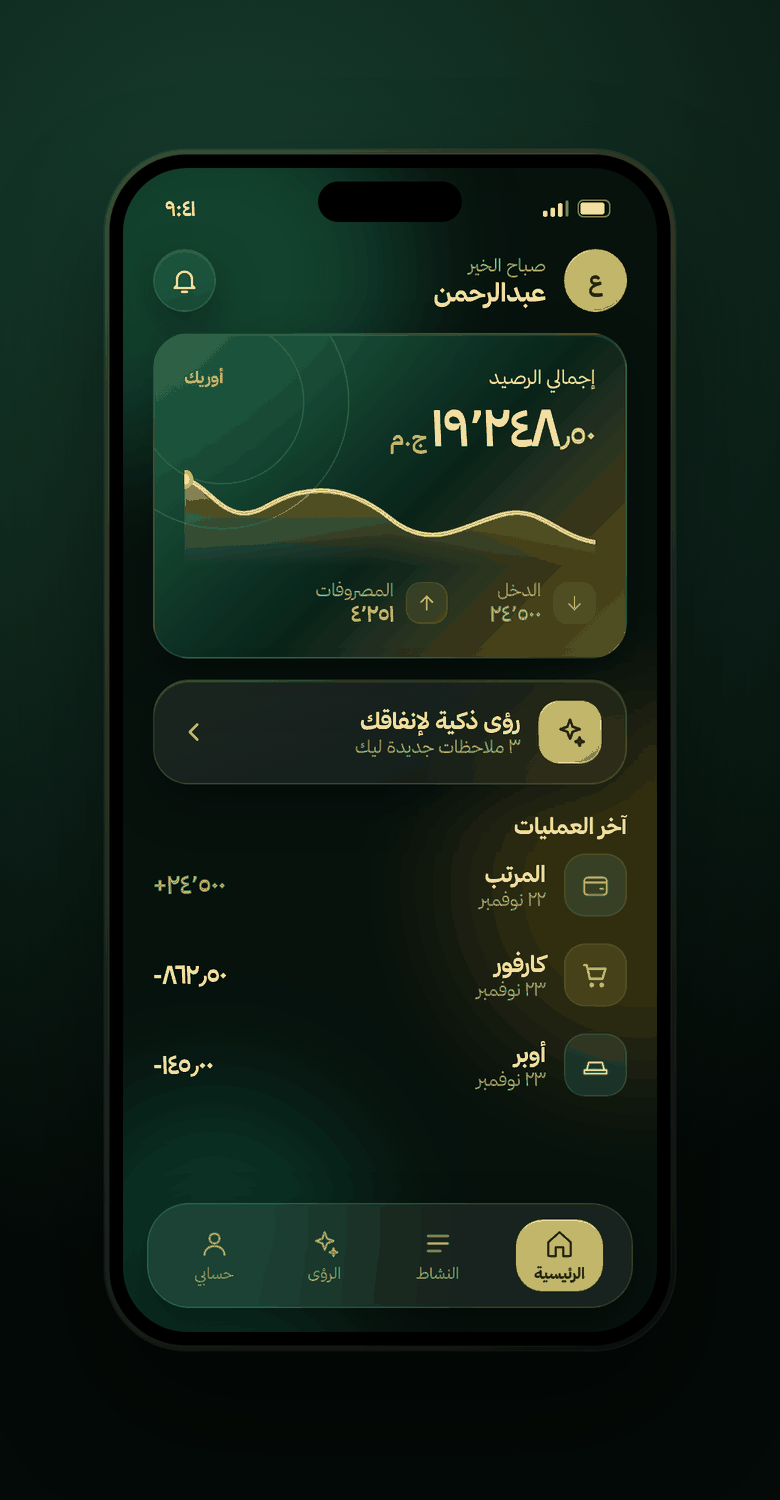 ٩:٤١
صباح الخير
عبدالرحمن
ع
إجمالي الرصيد
أوريك
١٩٬٢٤٨٫٥٠ ج.م
الدخل
٢٤٬٥٠٠
المصروفات
٤٬٢٥١
رؤى ذكية لإنفاقك
٣ ملاحظات جديدة ليك
آخر العمليات
المرتب
٢٢ نوفمبر
+٢٤٬٥٠٠
كارفور
٢٣ نوفمبر
-٨٦٢٫٥٠
أوبر
٢٣ نوفمبر
-١٤٥٫٠٠
الرئيسية
النشاط
الرؤى
حسابي